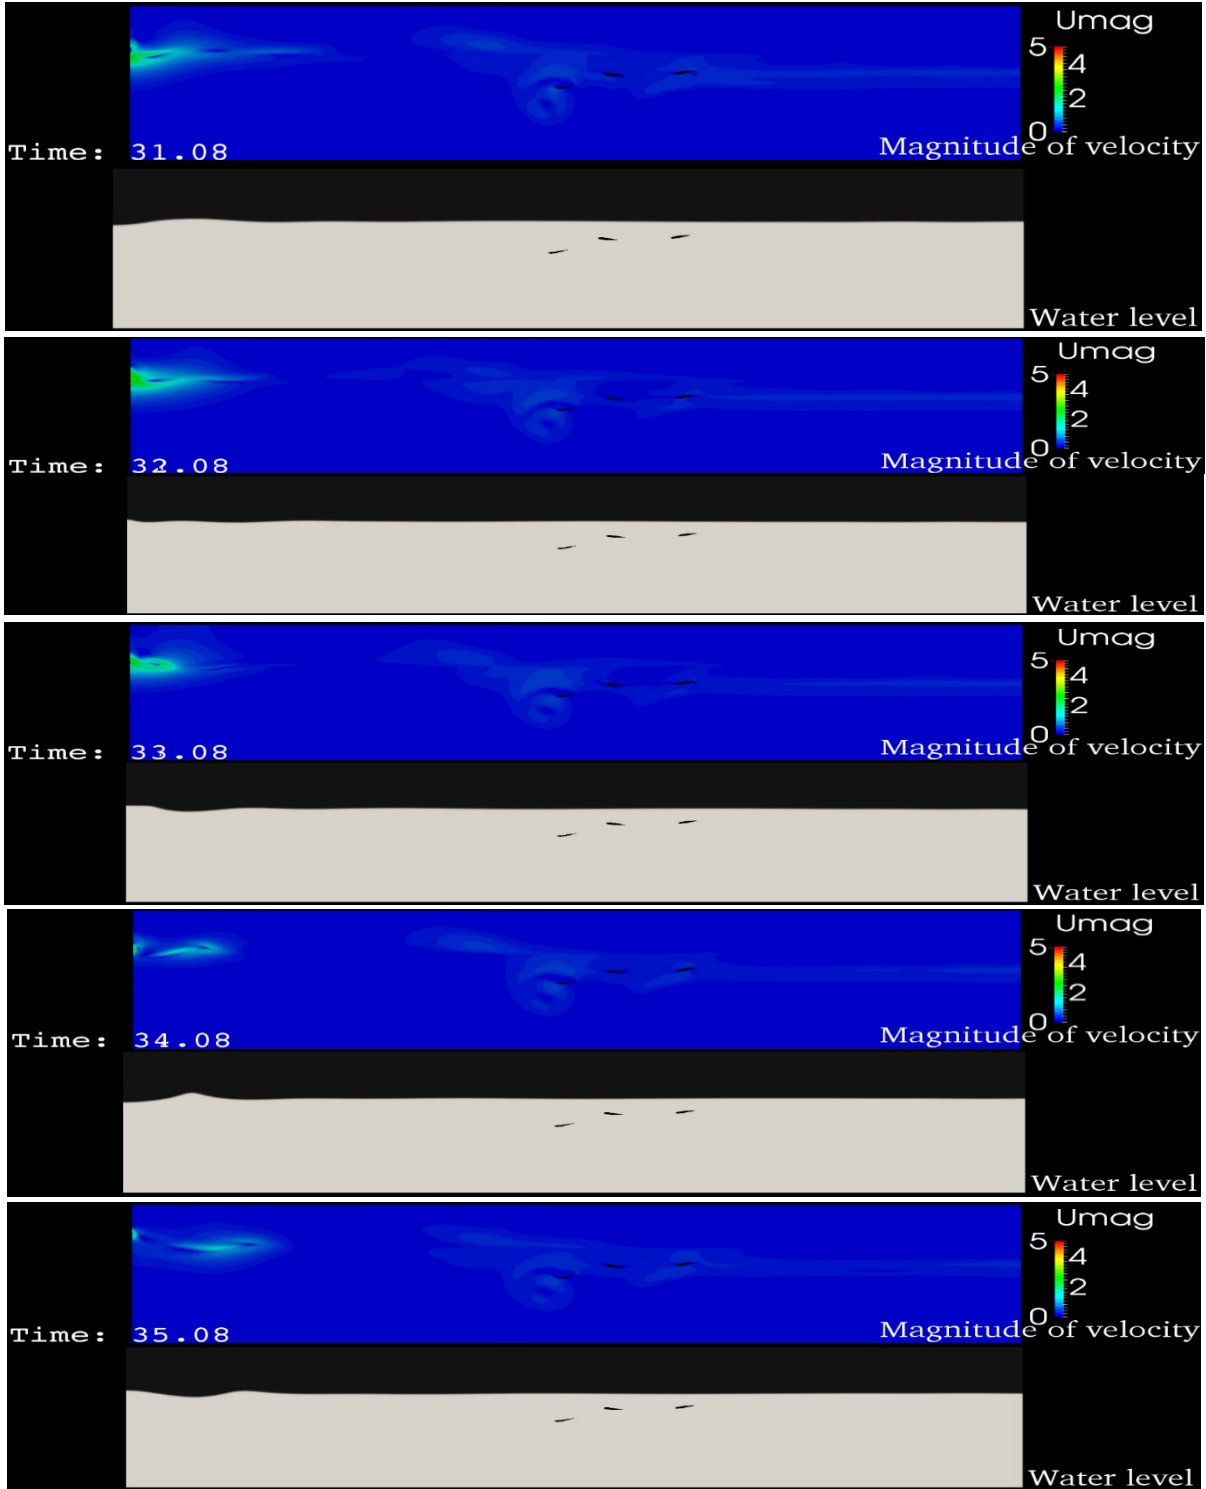 Umag
5
4
2
0
Magnitude of velocity
Time: 31.08
Water level
Umag
5
4
2
0
Magnitude of velocity
Time: 32.08
Water level
Umag
5
4
2
0
Magnitude of velocity
Time: 33.08
Water level
Umag
5
4
2
0
Magnitude of velocity
Time: 34.08
Water level
Umag
5
4
2
0
Magnitude of velocity
Time: 35.08
Water level